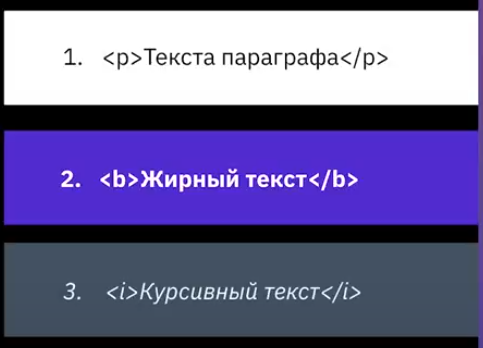 1. <p>Текста параграфа</p>
2. <b>Жирный текст</b>
3. <i>Курсивный текст</i>